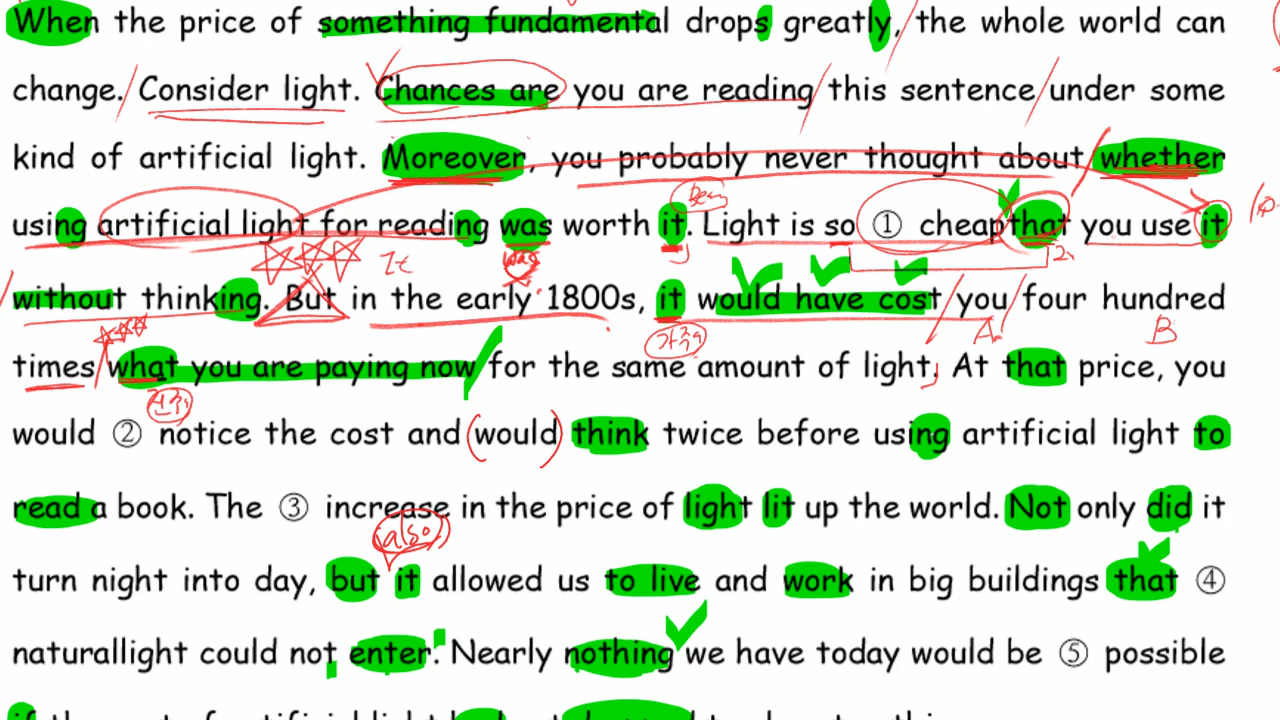 When the price of something fundamental drops greatly, the whole world can
change. Consider light. Chances are you are reading this sentence under some
kind of artificial light. Moreover, you probably never thought about whether
using artificial light for reading was worth it. Light is so ① cheap that you use it
without thinking. But in the early 1800s, it would have cost you four hundred
times what you are paying now for the same amount of light. At that price, you
would ② notice the cost and (would) think twice before using artificial light to
read a book. The ③ increase in the price of light lit up the world. Not only did it
(also)
turn night into day, but it allowed us to live and work in big buildings that ④
naturallight could not enter. Nearly nothing we have today would be ⑤ possible